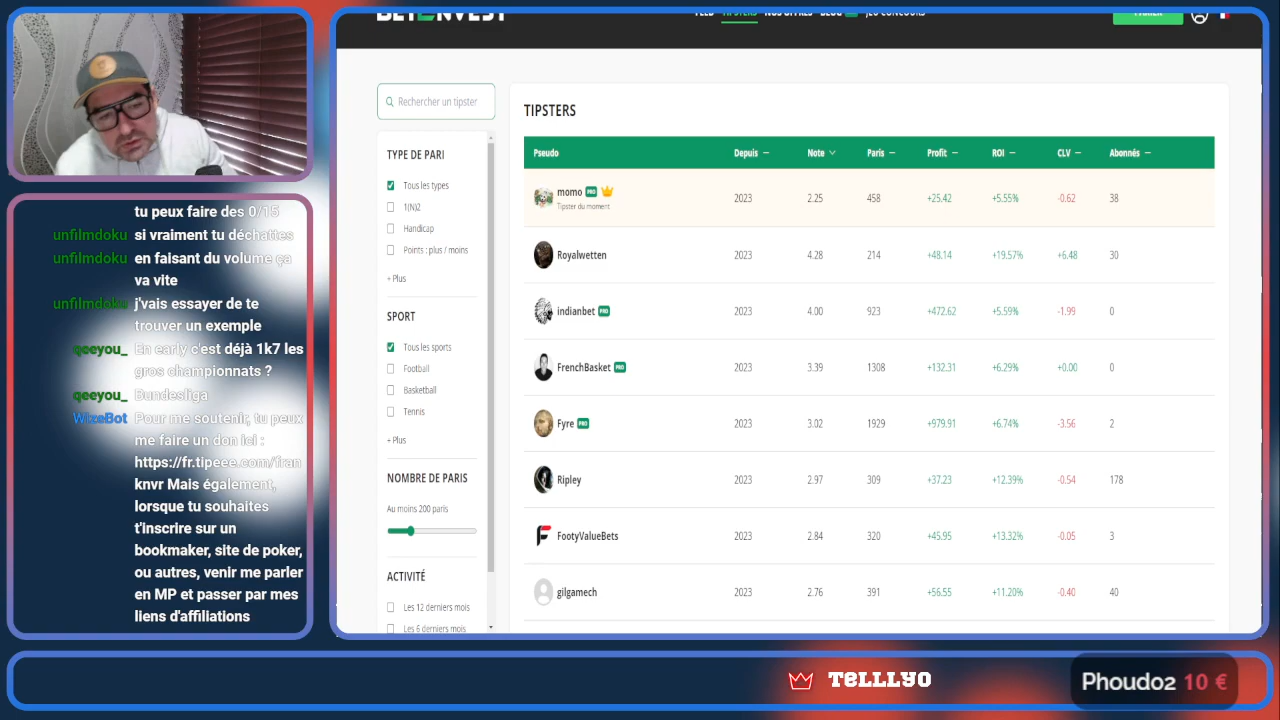 tu peux faire des 0/15
unfilmdoku si vraiment tu déchattes
unfilmdoku en faisant du volume ça
va vite
unfilmdoku j'vais essayer de te
trouver un exemple
qeeyou_ En early c'est déjà 1k7 les
gros championnats ?
qeeyou_ Bundesliga
WizeBot Pour me soutenir, tu peux
me faire un don ici :
https://fr.tipeee.com/fran
knvr Mais également,
lorsque tu souhaites
t'inscrire sur un
bookmaker, site de poker,
ou autres, venir me parler
en MP et passer par mes
liens d'affiliations
Rechercher un tipster
TYPE DE PARI
Tous les types
1(N)2
Handicap
Points : plus / moins
+ Plus
SPORT
Tous les sports
Football
Basketball
Tennis
+ Plus
NOMBRE DE PARIS
Au moins 200 paris
ACTIVITÉ
Les 12 derniers mois
Les 6 derniers mois
TIPSTERS
Pseudo Depuis Note Paris Profit ROI CLV Abonnés
momo PRO 2023 2.25 458 +25.42 +5.55% -0.62 38
Tipster du moment
Royalwetten 2023 4.28 214 +48.14 +19.57% +6.48 30
indianbet PRO 2023 4.00 923 +472.62 +5.59% -1.99 0
FrenchBasket PRO 2023 3.39 1308 +132.31 +6.29% +0.00 0
Fyre PRO 2023 3.02 1929 +979.91 +6.74% -3.56 2
Ripley 2023 2.97 309 +37.23 +12.39% -0.54 178
FootyValueBets 2023 2.84 320 +45.95 +13.32% -0.05 3
gilgamech 2023 2.76 391 +56.55 +11.20% -0.40 40
TELLLYO
Phoudo2 10 €